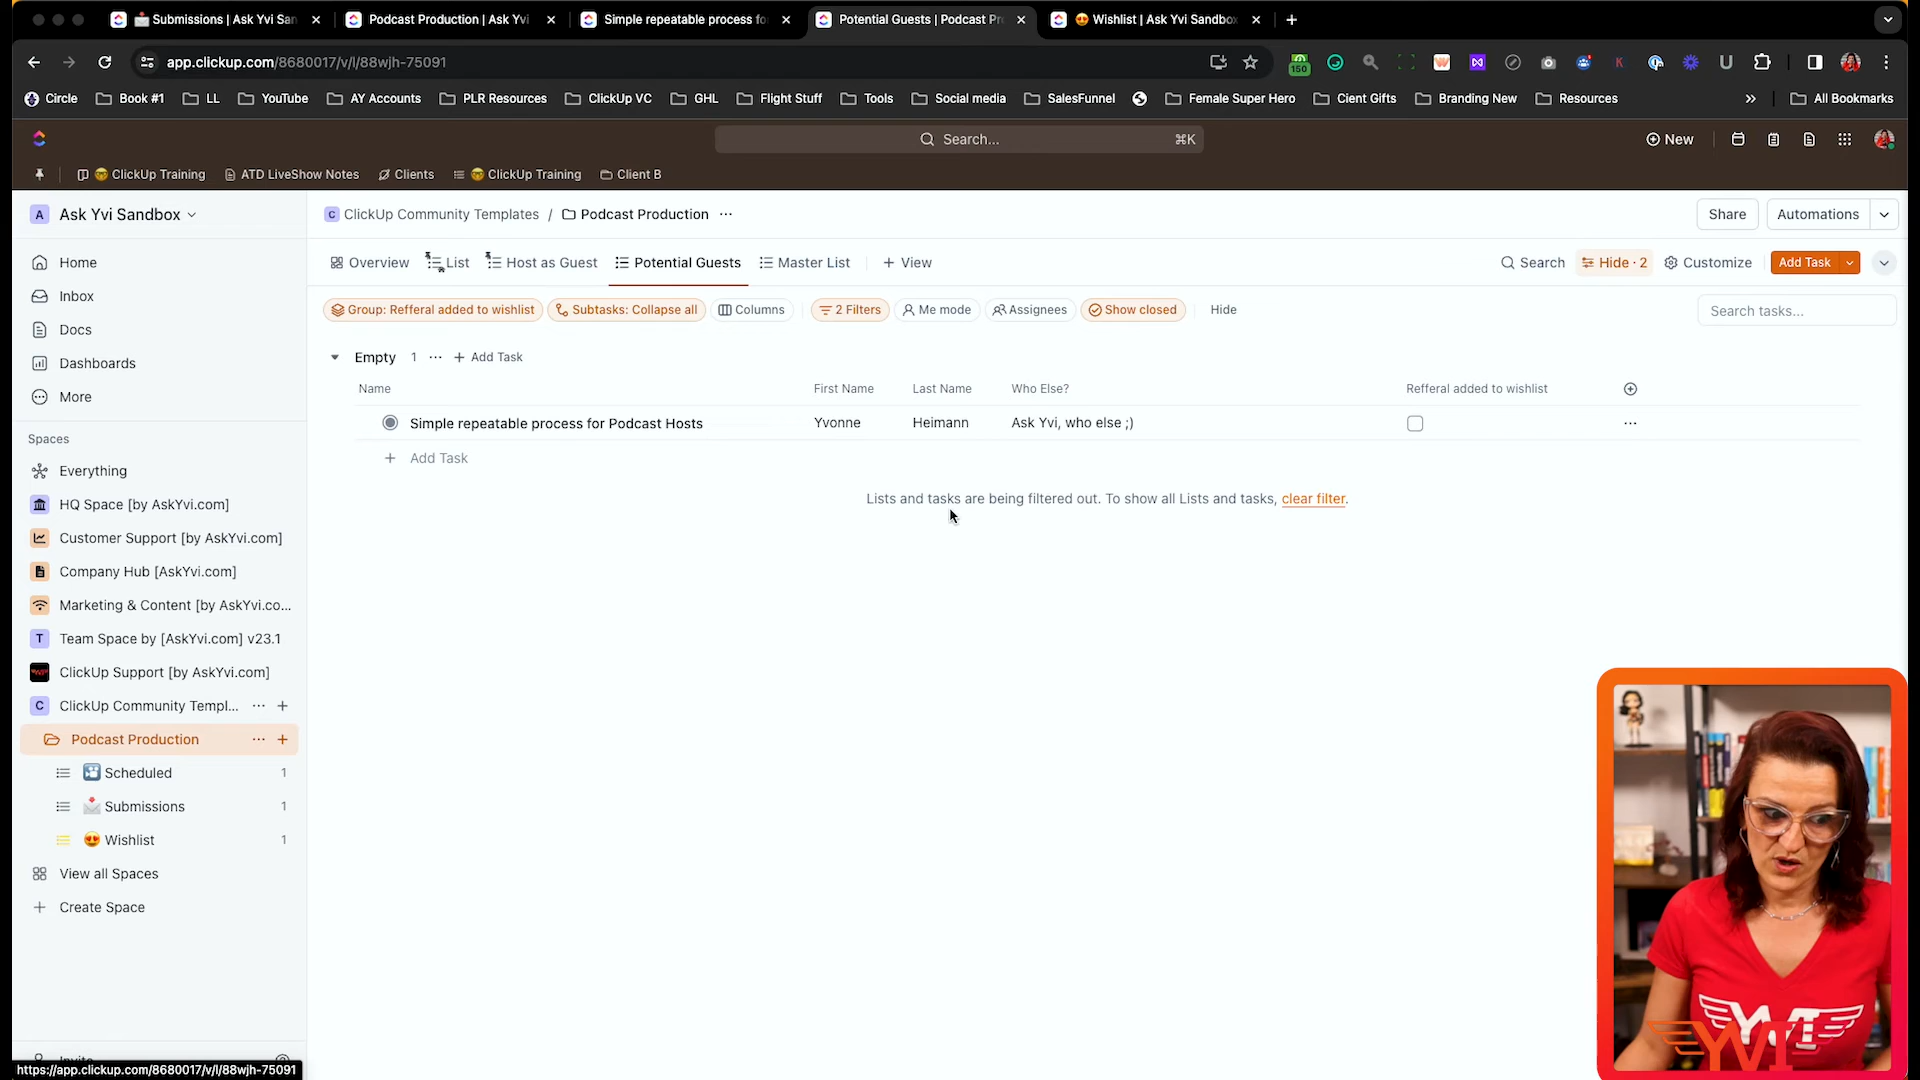 Submissions | Ask Yvi San
Podcast Production | Ask Yvi
Simple repeatable process fo
Potential Guests | Podcast Pr
Wishlist | Ask Yvi Sandbox
app.clickup.com/8680017/v/l/88wjh-75091
150
Circle
Book #1
LL
YouTube
AY Accounts
PLR Resources
ClickUp VC
GHL
Flight Stuff
Tools
Social media
SalesFunnel
Female Super Hero
Cient Gifts
Branding New
Resources
All Bookmarks
Search...
⌘K
New
ClickUp Training
ATD LiveShow Notes
Clients
ClickUp Training
Client B
A Ask Yvi Sandbox
C ClickUp Community Templates / Podcast Production ...
Share
Automations
Home
Inbox
Docs
Dashboards
More
Overview
List
Host as Guest
Potential Guests
Master List
+ View
Search
Hide · 2
Customize
Add Task
Group: Refferal added to wishlist
Subtasks: Collapse all
Columns
2 Filters
Me mode
Assignees
Show closed
Hide
Search tasks...
Empty 1 ... + Add Task
Name First Name Last Name Who Else? Refferal added to wishlist
Simple repeatable process for Podcast Hosts Yvonne Heimann Ask Yvi, who else ;) ...
+ Add Task
Lists and tasks are being filtered out. To show all Lists and tasks, clear filter.
Spaces
Everything
HQ Space [by AskYvi.com]
Customer Support [by AskYvi.com]
Company Hub [AskYvi.com]
Marketing & Content [by AskYvi.co...
T Team Space by [AskYvi.com] v23.1
ClickUp Support [by AskYvi.com]
C ClickUp Community Templ... ... +
Podcast Production ... +
Scheduled 1
Submissions 1
Wishlist 1
View all Spaces
+ Create Space
Invite
https://app.clickup.com/8680017/v/l/88wjh-75091
YVI
YVI